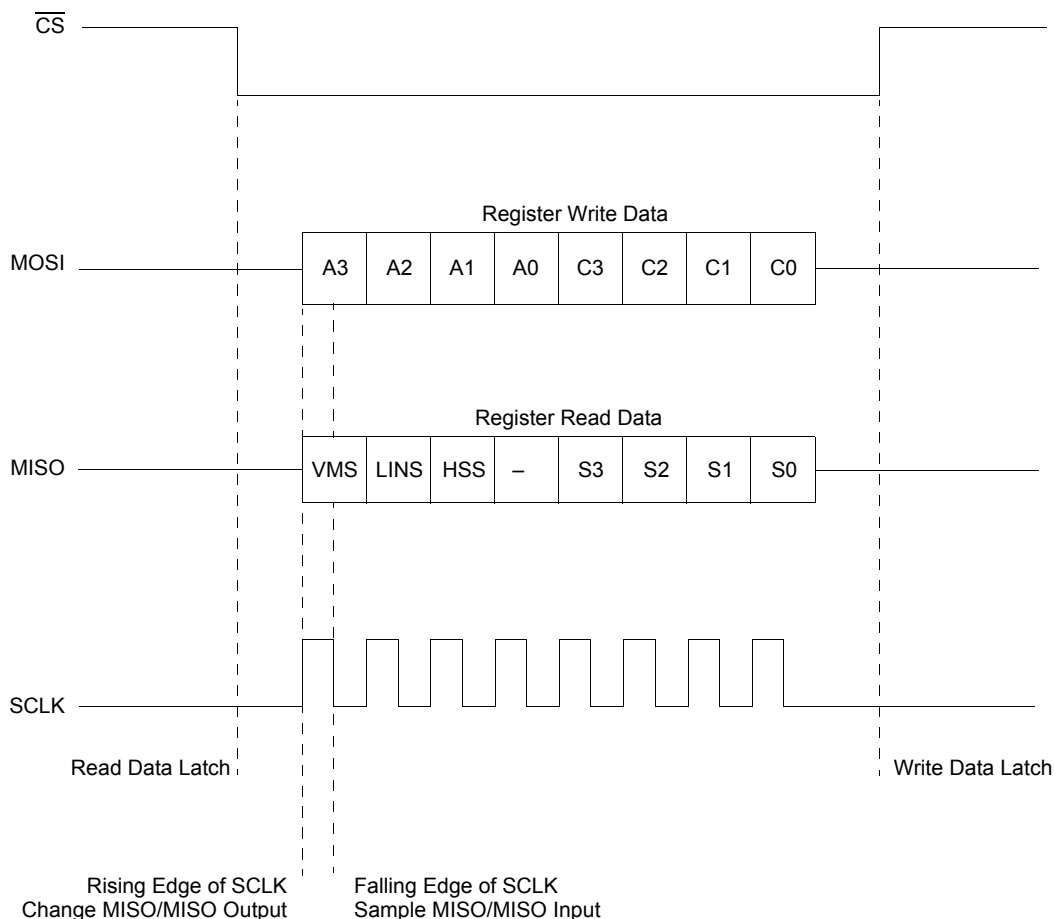 CS
Register Write Data
MOSI A3 A2 A1 A0 C3 C2 C1 C0
Register Read Data
MISO VMS LINS HSS – S3 S2 S1 S0
SCLK
Read Data Latch
Write Data Latch
Rising Edge of SCLK
Change MISO/MISO Output
Falling Edge of SCLK
Sample MISO/MISO Input